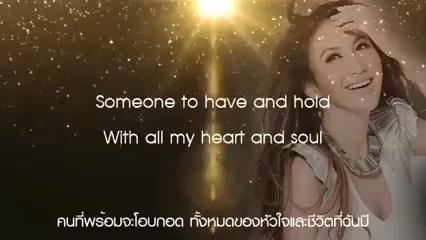 Someone to have and hold
With all my heart and soul
คนที่พร้อมจะโอบกอด ทั้งหมดของหัวใจและชีวิตที่ฉันมี